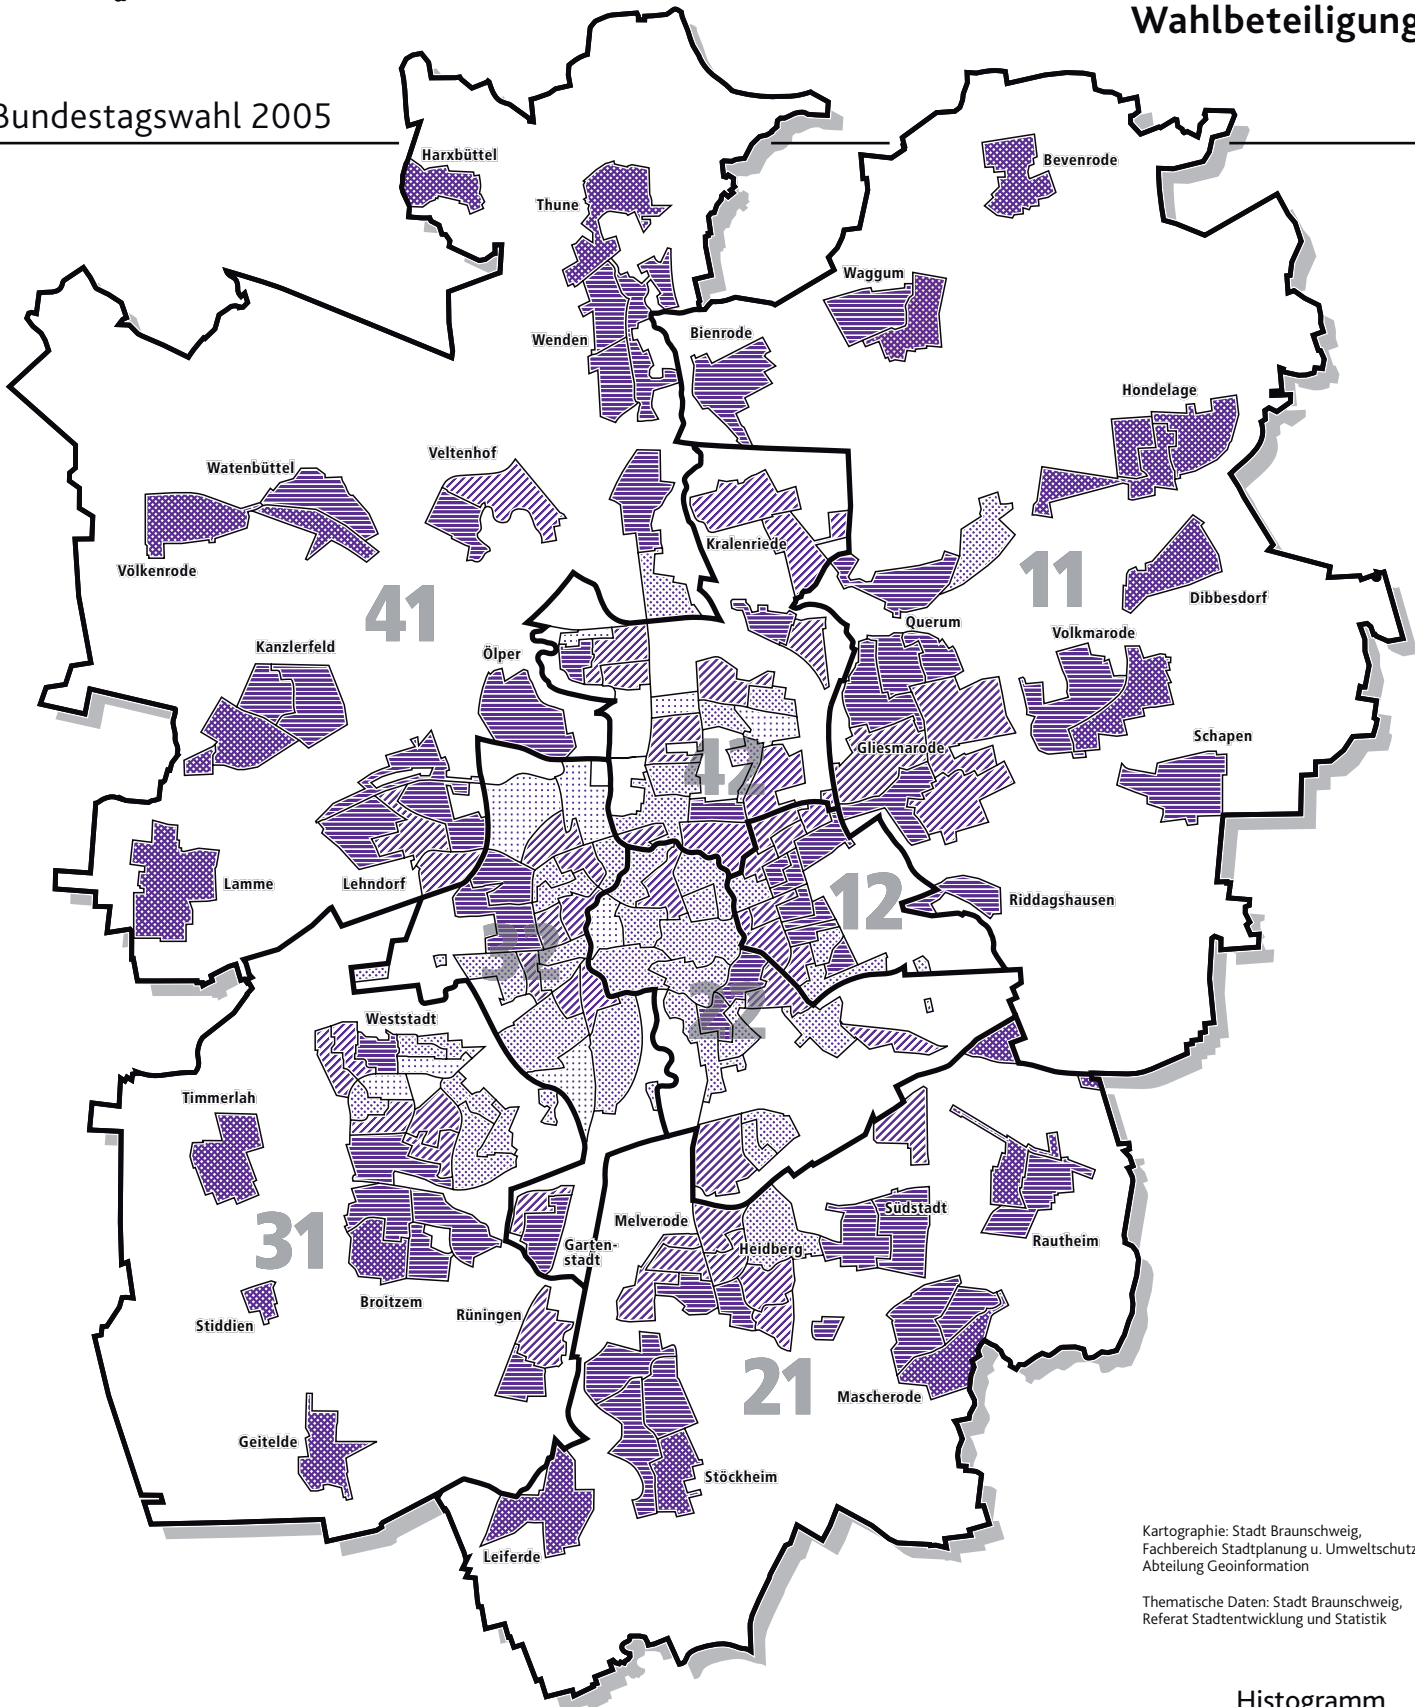 Wahlbeteiligung
Bundestagswahl 2005
Harxbüttel
Bevenrode
Thune
Waggum
Wenden
Bienrode
Hondelage
Watenbüttel
Veltenhof
Kralenriede
Völkenrode
11
41
Dibbesdorf
Querum
Volkmarode
Kanzlerfeld
Ölper
Schapen
Gliesmarode
42
Lamme
Lehndorf
12
Riddagshausen
32
22
Weststadt
Timmerlah
31
Melverode
Südstadt
Heidberg
Garten-
stadt
Rautheim
Broitzem
Rüningen
Stiddien
21
Mascherode
Geitelde
Stöckheim
Leiferde
Kartographie: Stadt Braunschweig,
Fachbereich Stadtplanung u. Umweltschutz
Abteilung Geoinformation
Thematische Daten: Stadt Braunschweig,
Referat Stadtentwicklung und Statistik
Histogramm